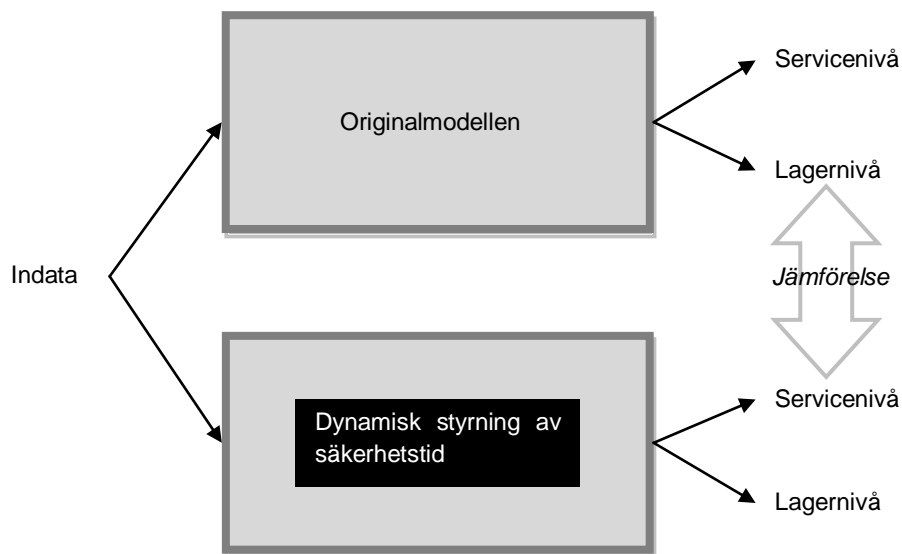 Servicenivå
Originalmodellen
Lagernivå
Indata
Jämförelse
Servicenivå
Dynamisk styrning av
säkerhetstid
Lagernivå